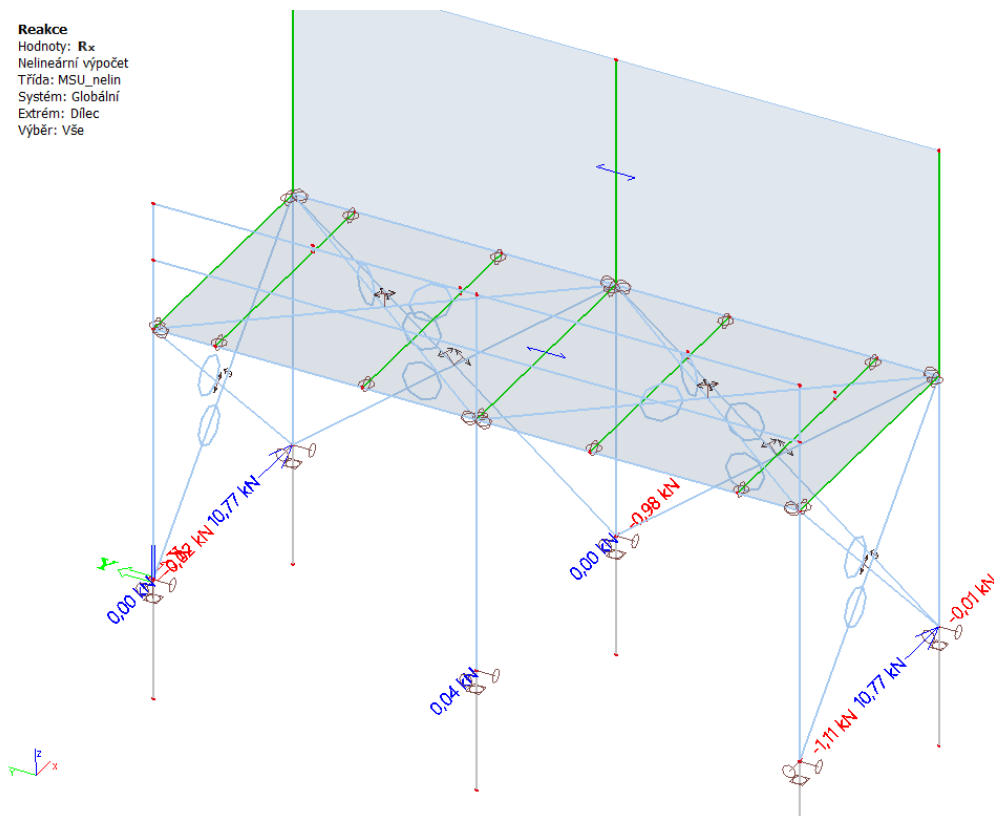 Reakce
Hodnoty: Rx
Nelineární výpočet
Třída: MSU_nelin
Systém: Globální
Extrém: Dílec
Výběr: Vše
10,77 kN
0,00 kN
-0,98 kN
0,00 kN
-0,01 kN
0,04 kN
10,77 kN
-1,11 kN
z
x